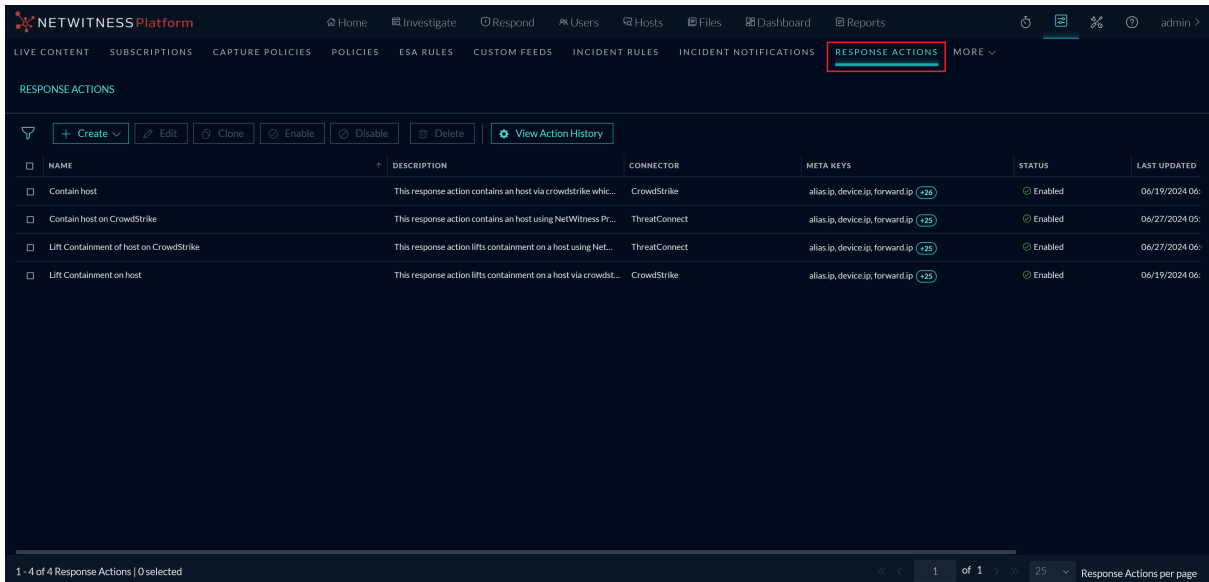 NETWITNESS Platform Home Investigate Respond Users Hosts Files Dashboard Reports admin >
LIVE CONTENT SUBSCRIPTIONS CAPTURE POLICIES POLICIES ESA RULES CUSTOM FEEDS INCIDENT RULES INCIDENT NOTIFICATIONS RESPONSE ACTIONS MORE
RESPONSE ACTIONS
+ Create Edit Clone Enable Disable Delete View Action History
NAME ↑ DESCRIPTION CONNECTOR META KEYS STATUS LAST UPDATED
Contain host This response action contains an host via crowdstrike whic... CrowdStrike alias.ip, device.ip, forward.ip +26 Enabled 06/19/2024 06:
Contain host on CrowdStrike This response action contains an host using NetWitness Pr... ThreatConnect alias.ip, device.ip, forward.ip +25 Enabled 06/27/2024 05:
Lift Containment of host on CrowdStrike This response action lifts containment on a host using Net... ThreatConnect alias.ip, device.ip, forward.ip +25 Enabled 06/27/2024 06:
Lift Containment on host This response action lifts containment on a host via crowdst... CrowdStrike alias.ip, device.ip, forward.ip +25 Enabled 06/19/2024 06:
1 - 4 of 4 Response Actions | 0 selected « < 1 of 1 > » 25 Response Actions per page